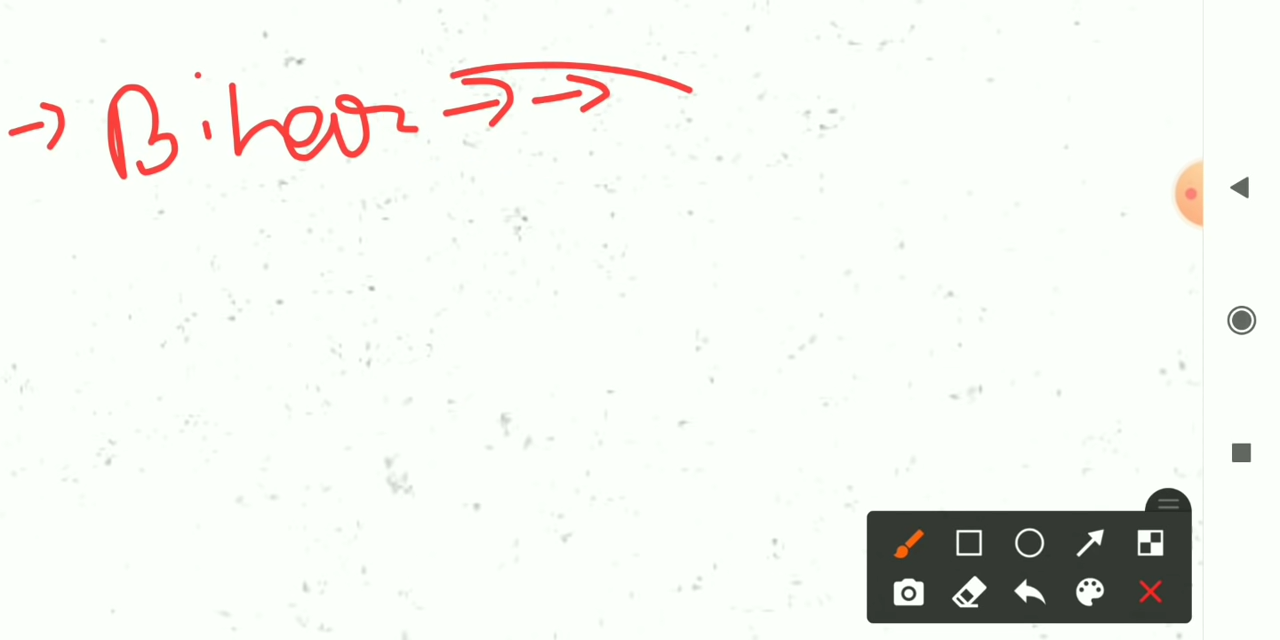 → Bihar → →